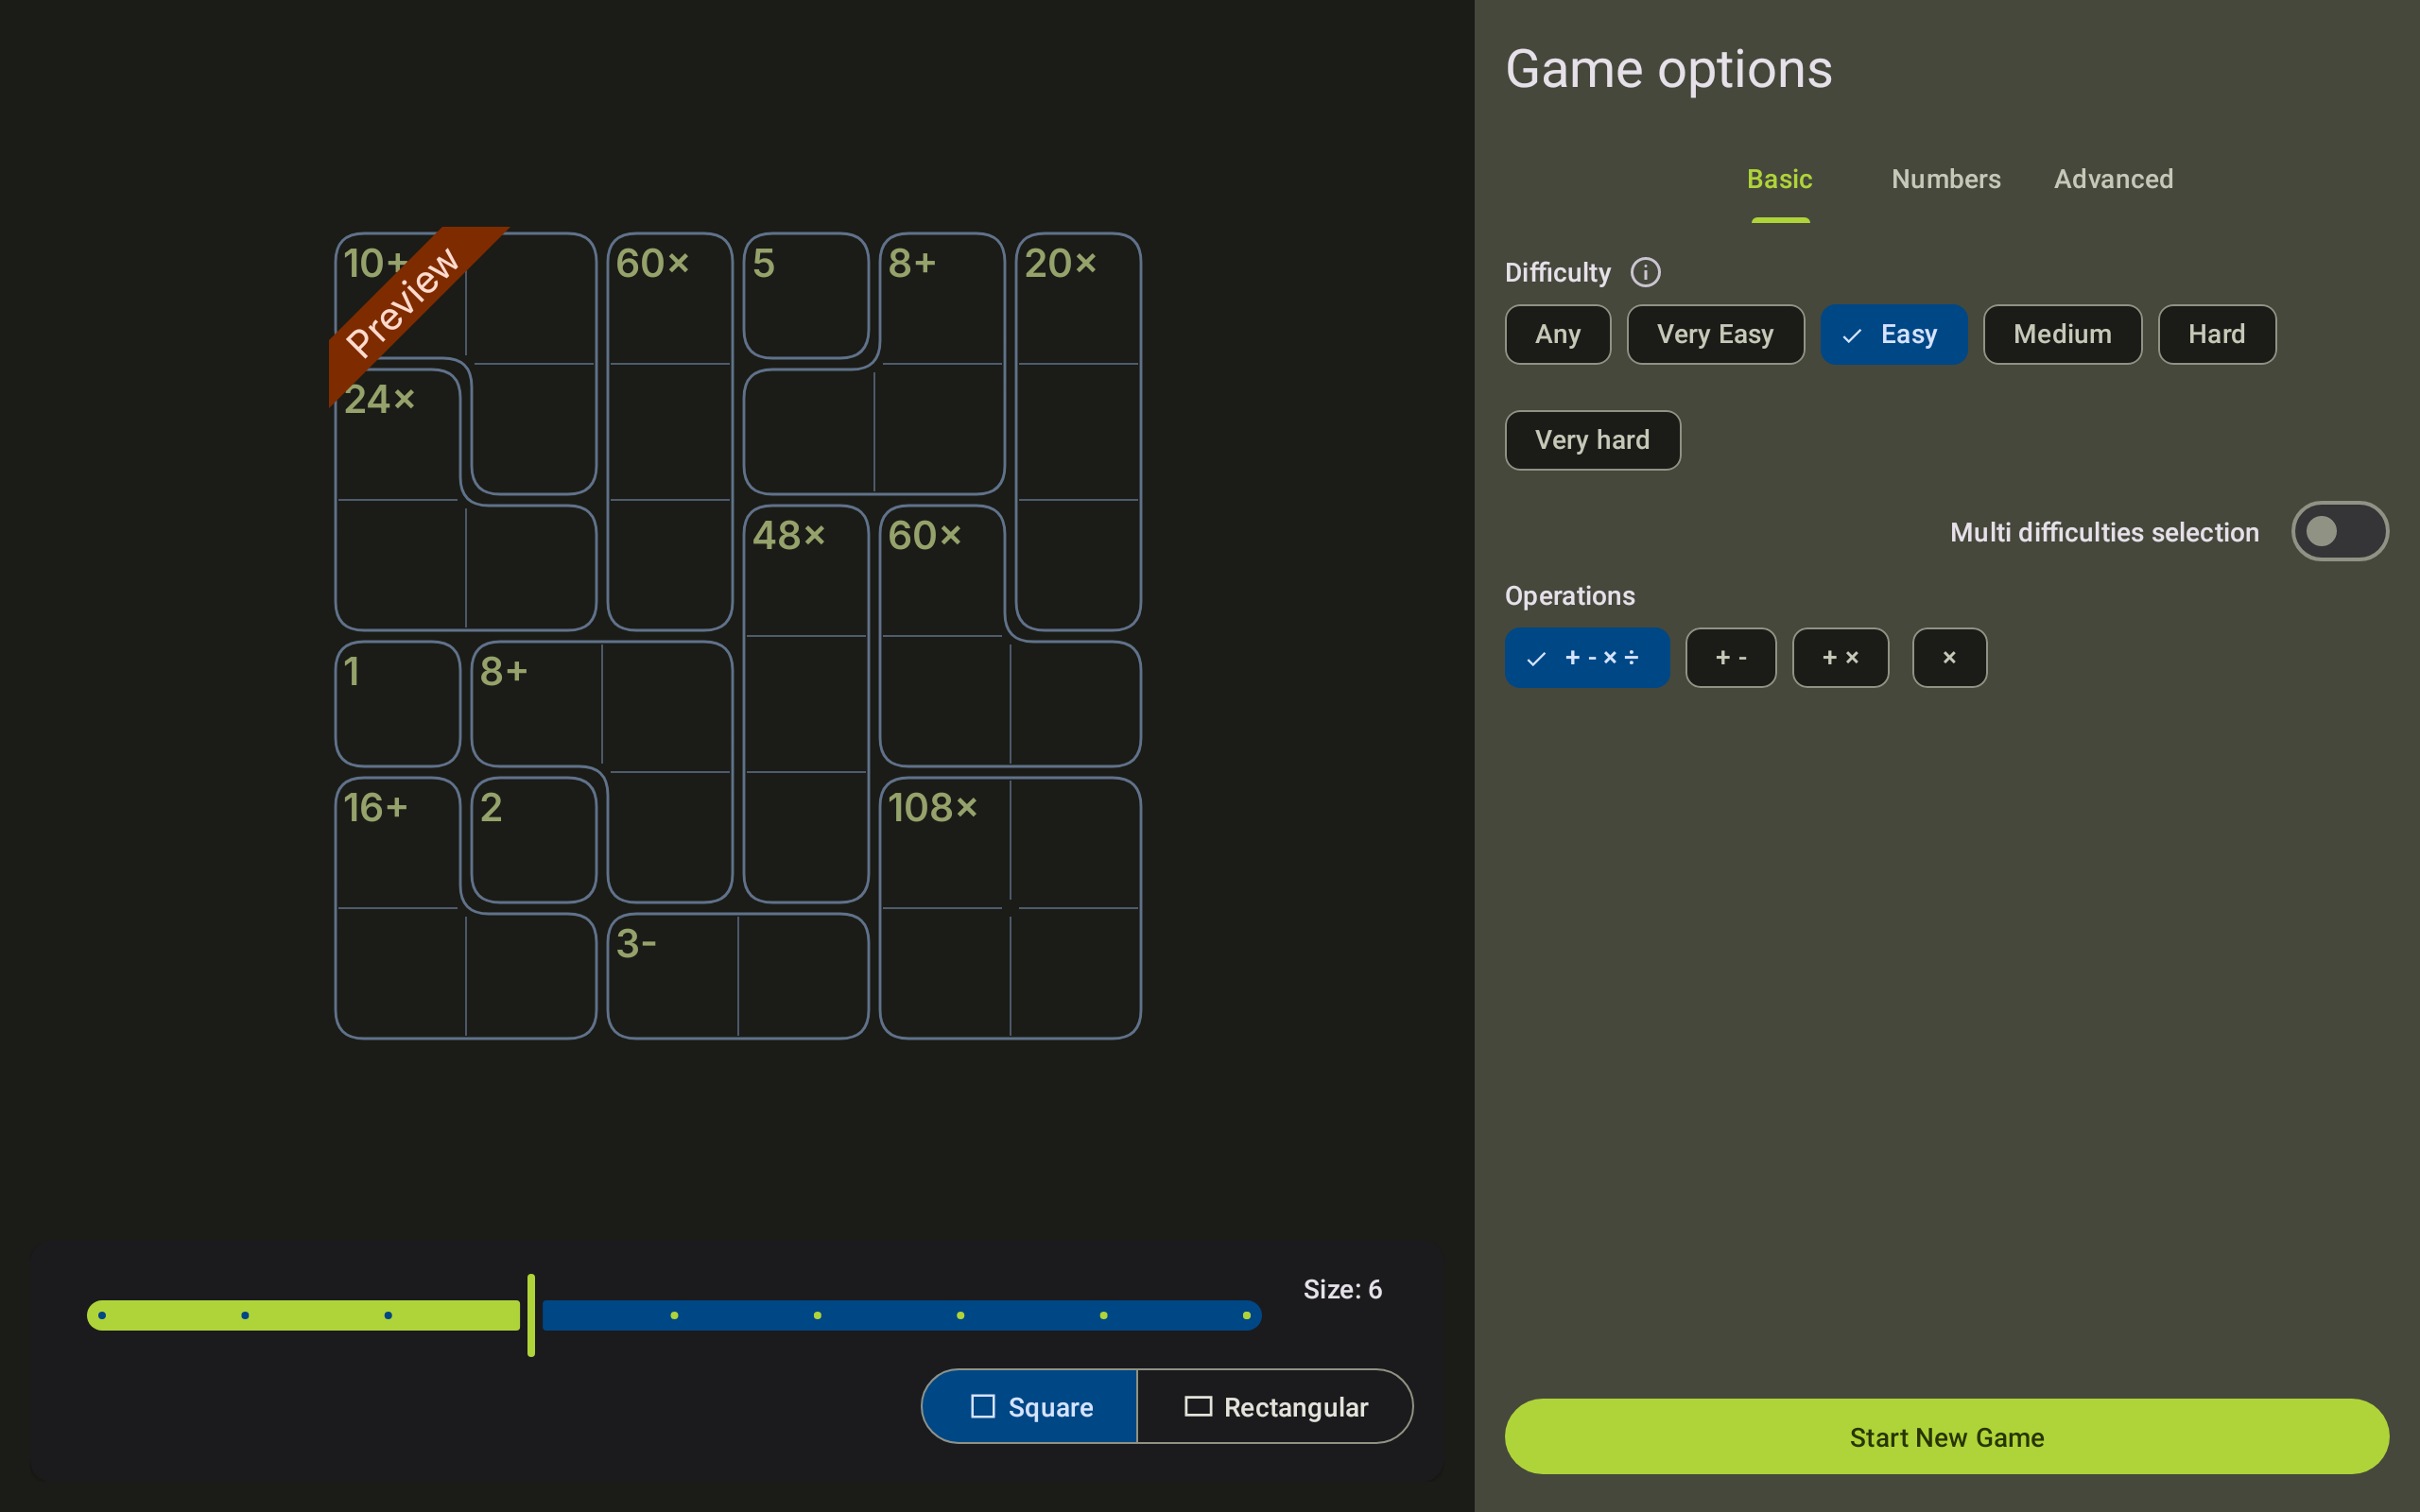 Game options
Basic Numbers Advanced
Difficulty
Any Very Easy Easy Medium Hard
Very hard
Multi difficulties selection
Operations
+ - × ÷ + - + × ×
Start New Game
Preview
10+ 60× 5 8+ 20×
24×
48× 60×
1 8+
16+ 2 108×
3-
Size: 6
Square Rectangular